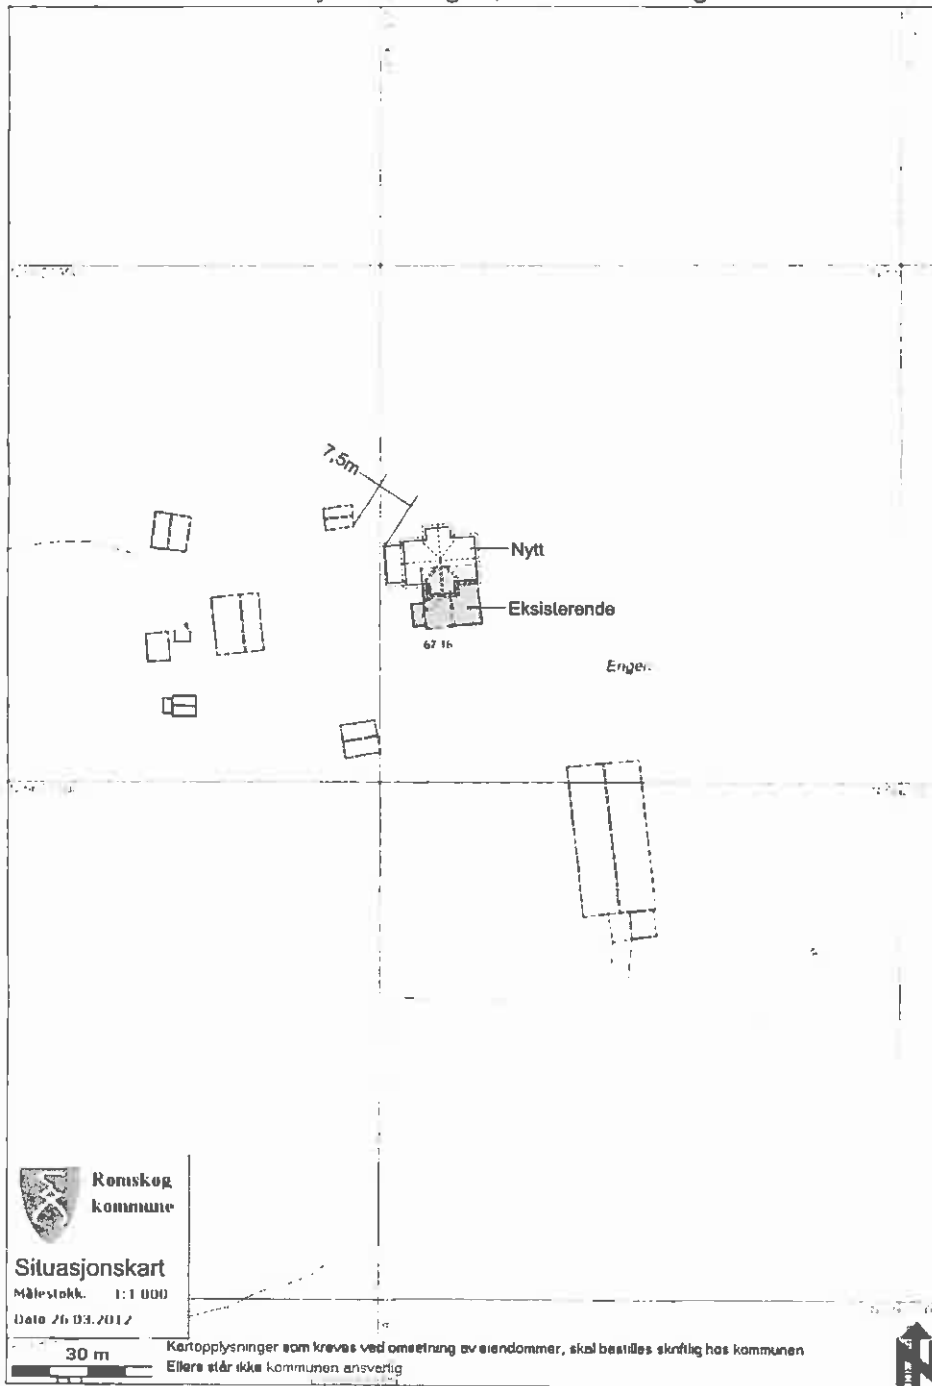 7,5m
Nytt
Eksisterende
67 16
Enger
Romskog
kommune
Situasjonskart
Målestokk. 1:1 000
Dato 26.03.2012
30 m
Kartopplysninger som kreves ved omsetning av eiendommer, skal bestilles skriftlig hos kommunen
Ellers står ikke kommunen ansvarlig